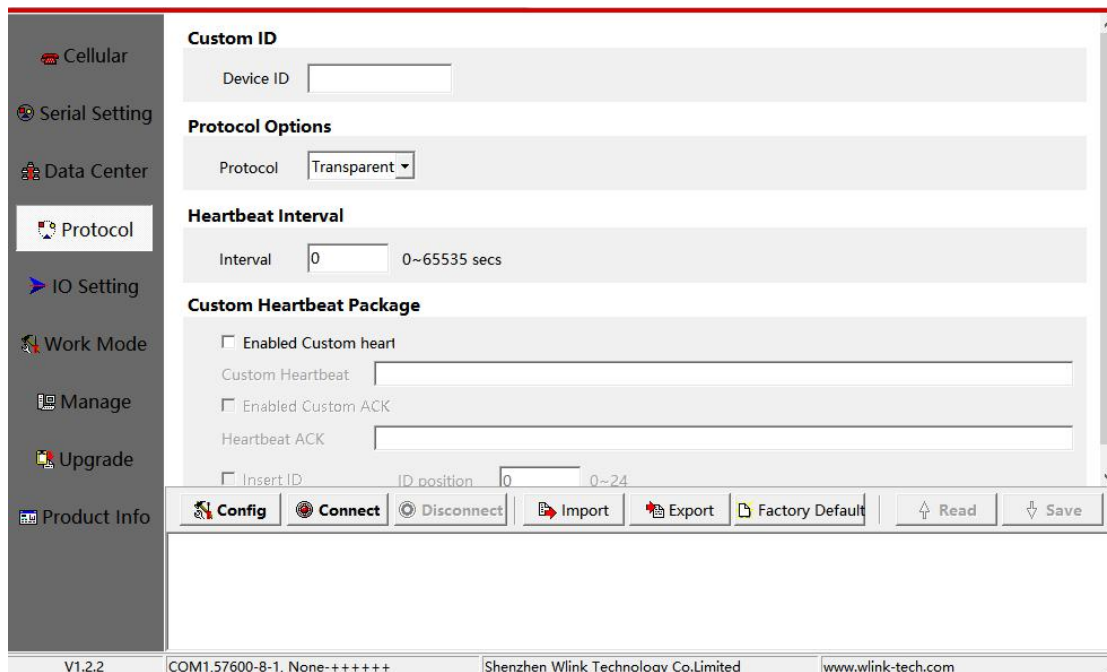 Custom ID
Cellular
Device ID
Serial Setting
Protocol Options
Data Center
Protocol Transparent
Protocol
Heartbeat Interval
Interval 0 0~65535 secs
IO Setting
Custom Heartbeat Package
Work Mode
Enabled Custom heart
Custom Heartbeat
Manage
Enabled Custom ACK
Heartbeat ACK
Upgrade
Insert ID ID position 0 0~24
Product Info
Config Connect Disconnect Import Export Factory Default Read Save
V1.2.2 COM1,57600-8-1, None-++++++ Shenzhen Wlink Technology Co.Limited www.wlink-tech.com